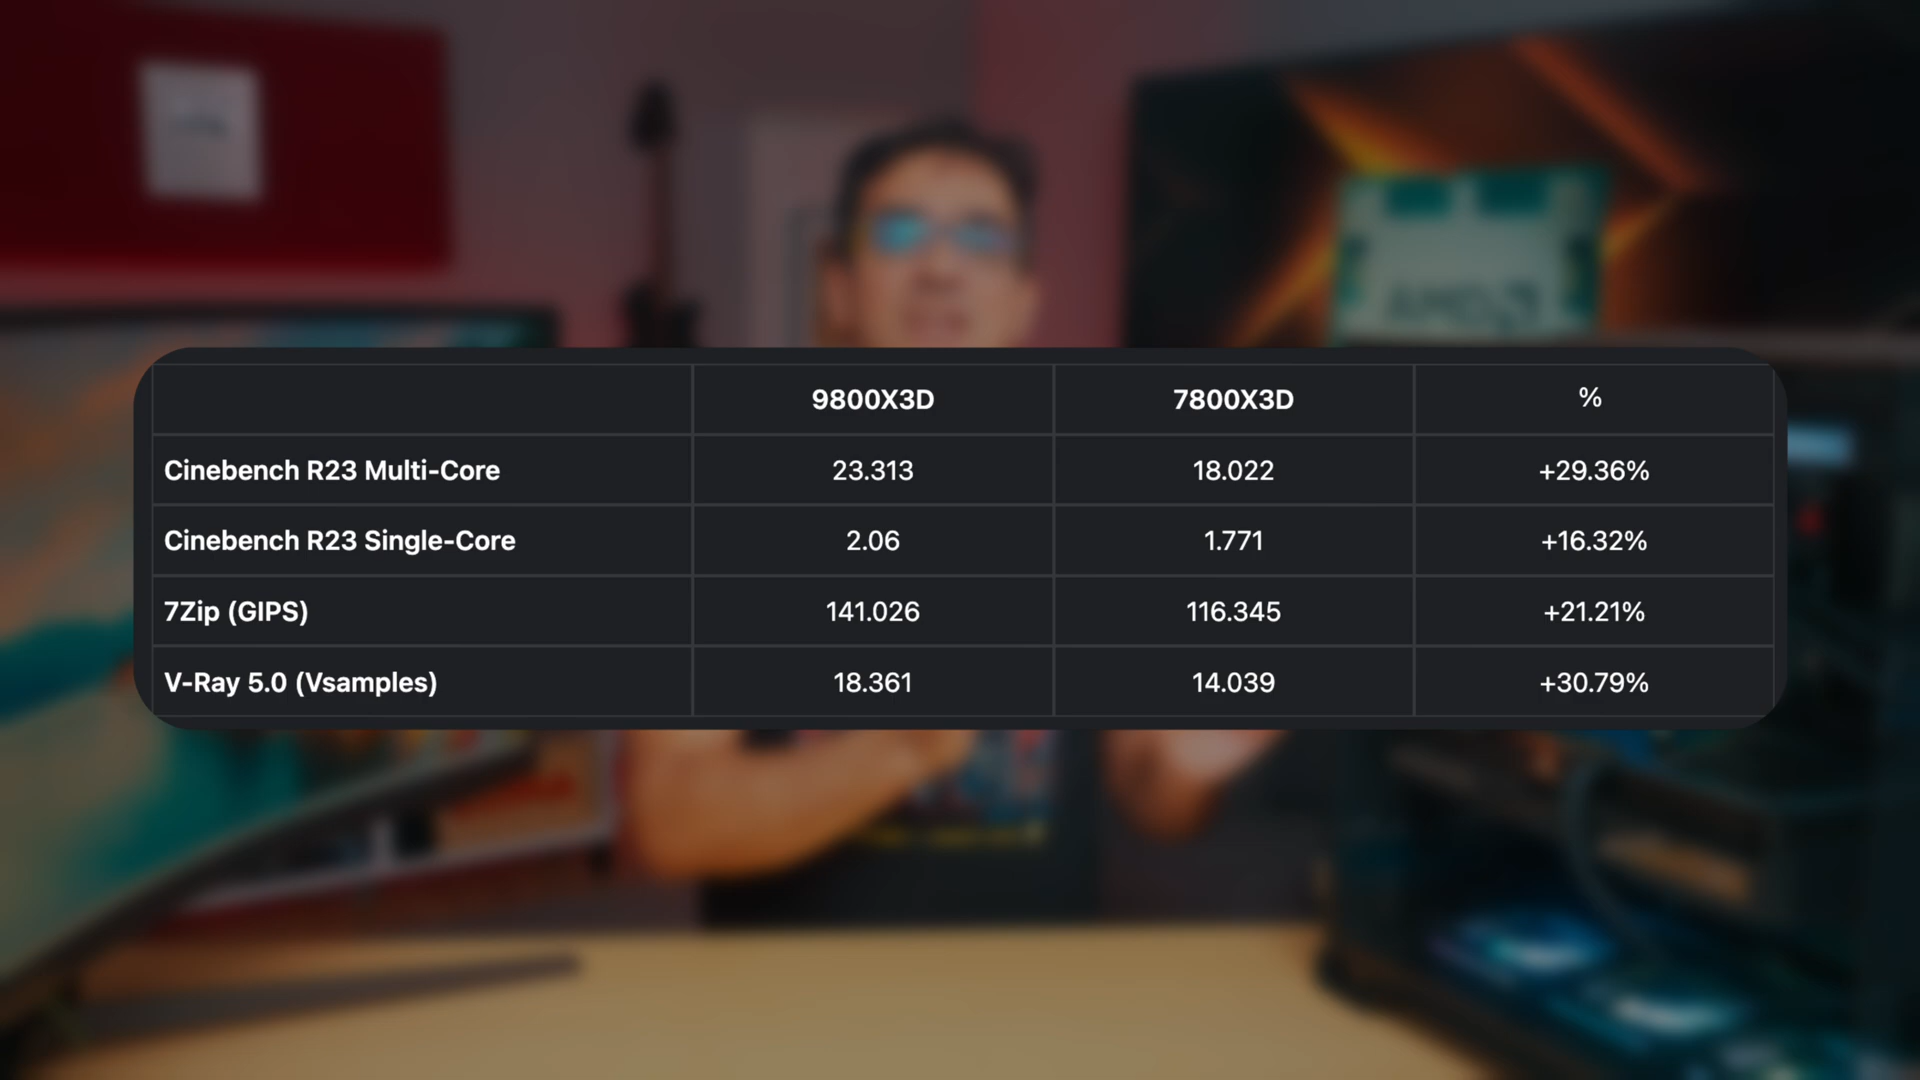 AMD
9800X3D 7800X3D %
Cinebench R23 Multi-Core 23.313 18.022 +29.36%
Cinebench R23 Single-Core 2.06 1.771 +16.32%
7Zip (GIPS) 141.026 116.345 +21.21%
V-Ray 5.0 (Vsamples) 18.361 14.039 +30.79%